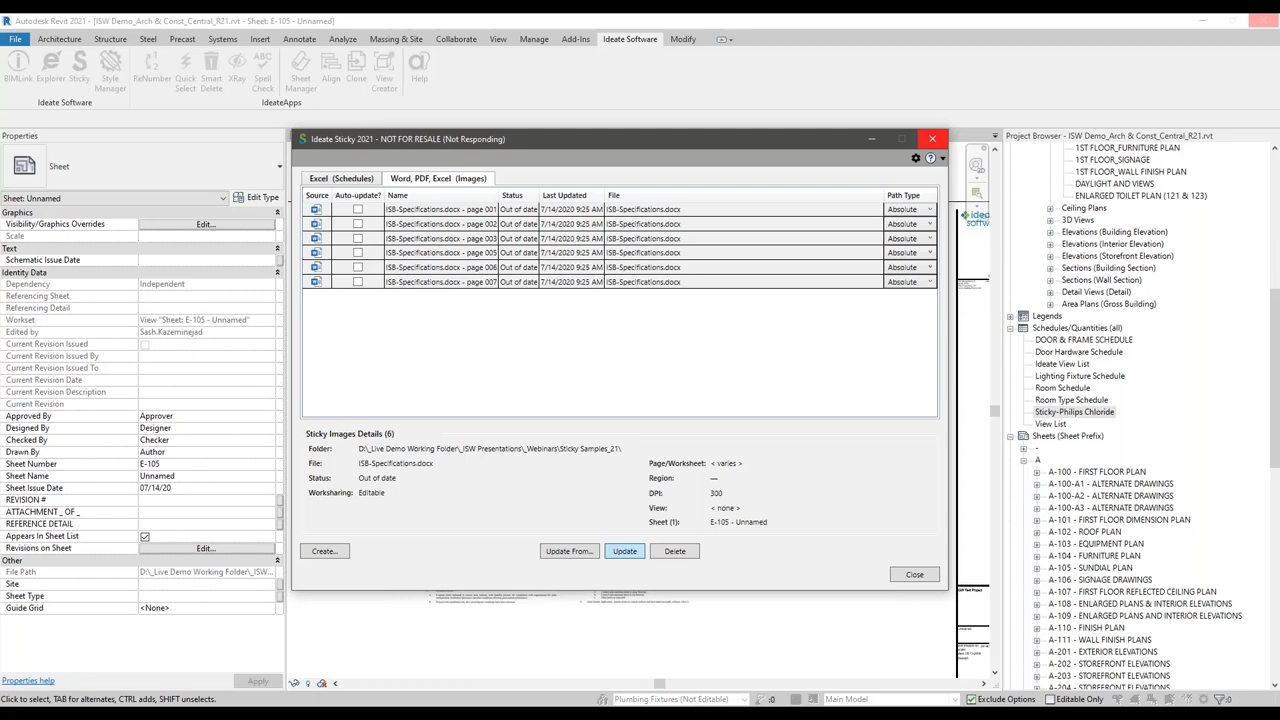 Autodesk Revit 2021 - [ISW Demo_Arch & Const_Central_R21.rvt - Sheet: E-105 - Unnamed]
File Architecture Structure Steel Precast Systems Insert Annotate Analyze Massing & Site Collaborate View Manage Add-Ins Ideate Software Modify
BIMLink Explorer Sticky Style Manager ReNumber Quick Select Smart Delete XRay Spell Check Sheet Manager Align Clone View Creator Help
Ideate Software IdeateApps
Properties
Sheet
Sheet: Unnamed Edit Type
Graphics
Visibility/Graphics Overrides Edit...
Scale
Text
Schematic Issue Date
Identity Data
Dependency Independent
Referencing Sheet
Referencing Detail
Workset View "Sheet: E-105 - Unnamed"
Edited by Sash.Kazeminejad
Current Revision Issued
Current Revision Issued By
Current Revision Issued To
Current Revision Date
Current Revision Description
Current Revision
Approved By Approver
Designed By Designer
Checked By Checker
Drawn By Author
Sheet Number E-105
Sheet Name Unnamed
Sheet Issue Date 07/14/20
REVISION #
ATTACHMENT _ OF _
REFERENCE DETAIL
Appears In Sheet List
Revisions on Sheet Edit...
Other
File Path D:\_Live Demo Working Folder\_ISW...
Site
Sheet Type
Guide Grid <None>
Properties help Apply
Ideate Sticky 2021 - NOT FOR RESALE (Not Responding)
Excel (Schedules) Word, PDF, Excel (Images)
Source Auto-update? Name Status Last Updated File Path Type
ISB-Specifications.docx - page 001 Out of date 7/14/2020 9:25 AM ISB-Specifications.docx Absolute
ISB-Specifications.docx - page 002 Out of date 7/14/2020 9:25 AM ISB-Specifications.docx Absolute
ISB-Specifications.docx - page 003 Out of date 7/14/2020 9:25 AM ISB-Specifications.docx Absolute
ISB-Specifications.docx - page 005 Out of date 7/14/2020 9:25 AM ISB-Specifications.docx Absolute
ISB-Specifications.docx - page 006 Out of date 7/14/2020 9:25 AM ISB-Specifications.docx Absolute
ISB-Specifications.docx - page 007 Out of date 7/14/2020 9:25 AM ISB-Specifications.docx Absolute
Sticky Images Details (6)
Folder: D:\_Live Demo Working Folder\_ISW Presentations\_Webinars\Sticky Samples_21\
File: ISB-Specifications.docx Page/Worksheet: < varies >
Status: Out of date Region: —
Worksharing: Editable DPI: 300
View: < none >
Sheet (1): E-105 - Unnamed
Create... Update From... Update Delete
Close
ISW Test Project
Project Browser - ISW Demo_Arch & Const_Central_R21.rvt
1ST FLOOR_FURNITURE PLAN
1ST FLOOR_SIGNAGE
1ST FLOOR_WALL FINISH PLAN
DAYLIGHT AND VIEWS
ENLARGED TOILET PLAN (121 & 123)
Ceiling Plans
3D Views
Elevations (Building Elevation)
Elevations (Interior Elevation)
Elevations (Storefront Elevation)
Sections (Building Section)
Sections (Wall Section)
Detail Views (Detail)
Area Plans (Gross Building)
Legends
Schedules/Quantities (all)
DOOR & FRAME SCHEDULE
Door Hardware Schedule
Ideate View List
Lighting Fixture Schedule
Room Schedule
Room Type Schedule
Sticky-Philips Chloride
View List
Sheets (Sheet Prefix)
-
A
A-100 - FIRST FLOOR PLAN
A-100-A1 - ALTERNATE DRAWINGS
A-100-A2 - ALTERNATE DRAWINGS
A-100-A3 - ALTERNATE DRAWINGS
A-101 - FIRST FLOOR DIMENSION PLAN
A-102 - ROOF PLAN
A-103 - EQUIPMENT PLAN
A-104 - FURNITURE PLAN
A-105 - SUNDIAL PLAN
A-106 - SIGNAGE DRAWINGS
A-107 - FIRST FLOOR REFLECTED CEILING PLAN
A-108 - ENLARGED PLANS & INTERIOR ELEVATIONS
A-109 - ENLARGED PLANS AND INTERIOR ELEVATIONS
A-110 - FINISH PLAN
A-111 - WALL FINISH PLANS
A-201 - EXTERIOR ELEVATIONS
A-202 - STOREFRONT ELEVATIONS
A-203 - STOREFRONT ELEVATIONS
A-204 - STOREFRONT ELEVATIONS
Click to select, TAB for alternates, CTRL adds, SHIFT unselects. Plumbing Fixtures (Not Editable) :0 Main Model Exclude Options Editable Only :0